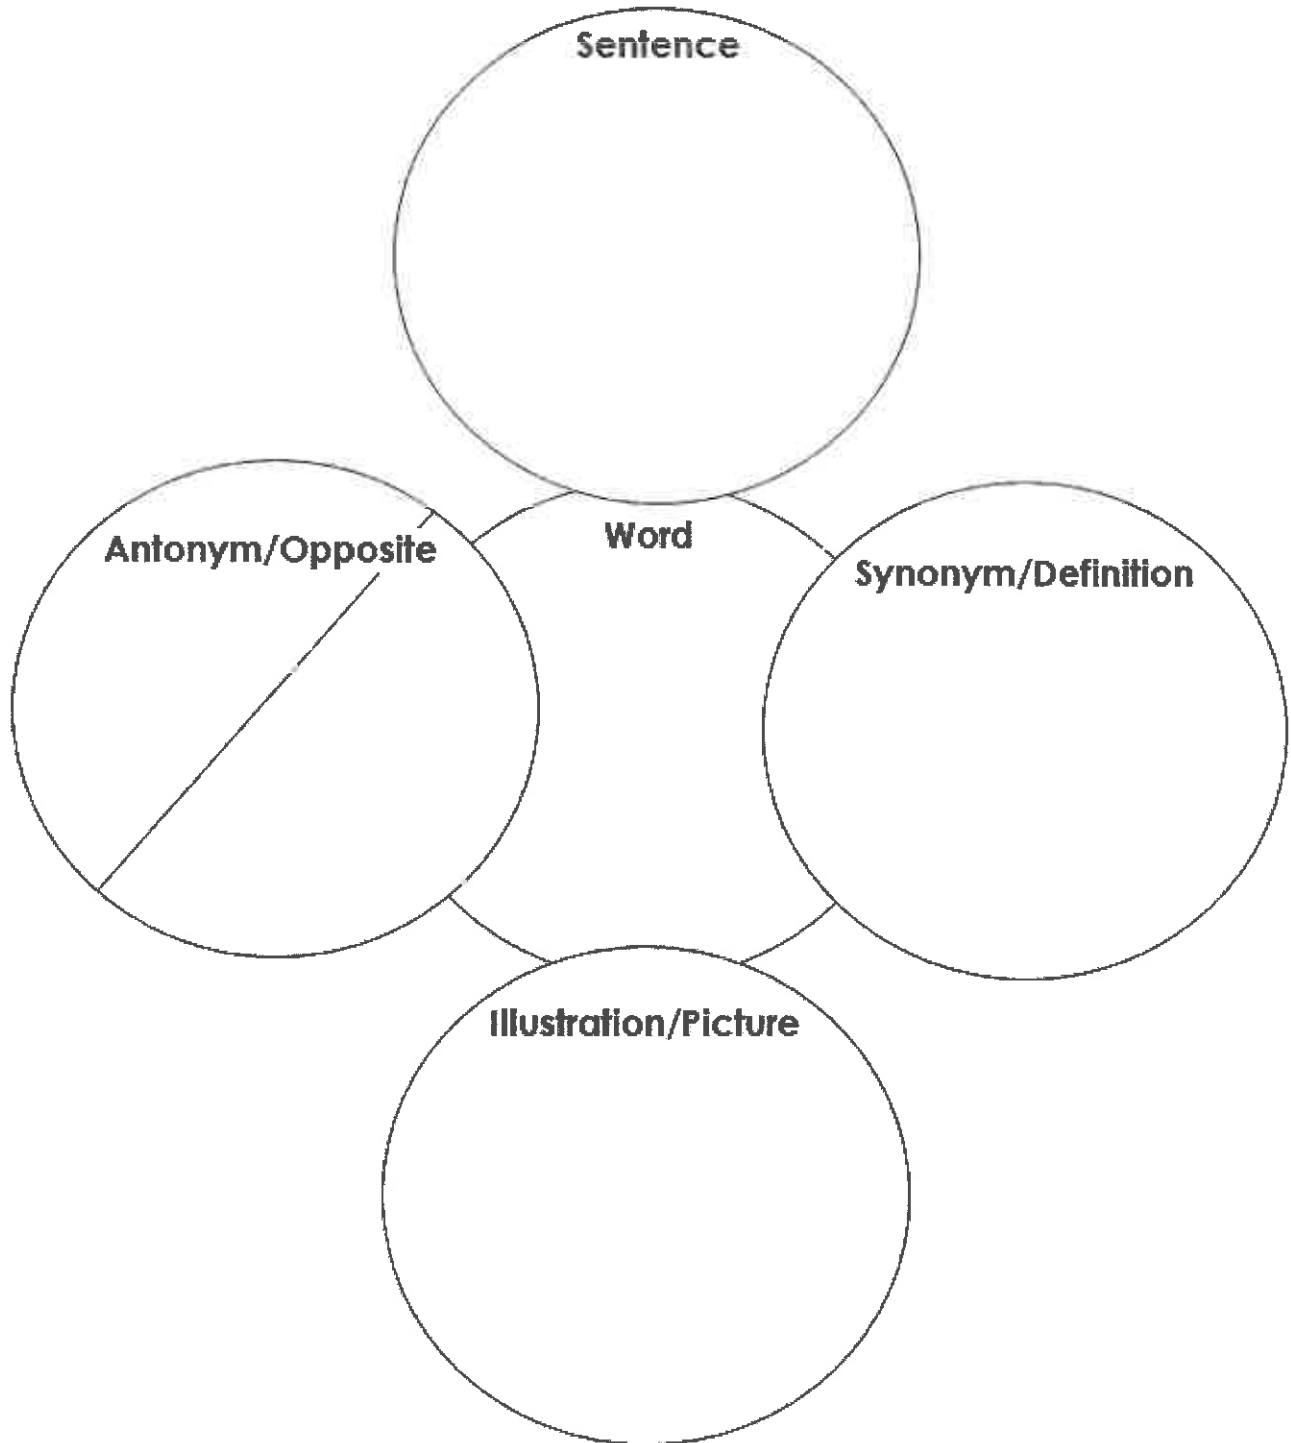 Sentence
Word
Antonym/Opposite
Synonym/Definition
Illustration/Picture